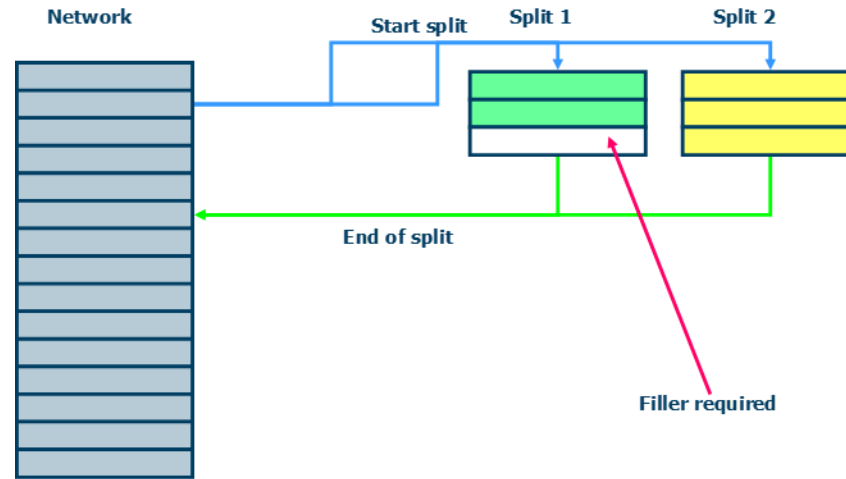 Network
Start split
Split 1
Split 2
End of split
Filler required